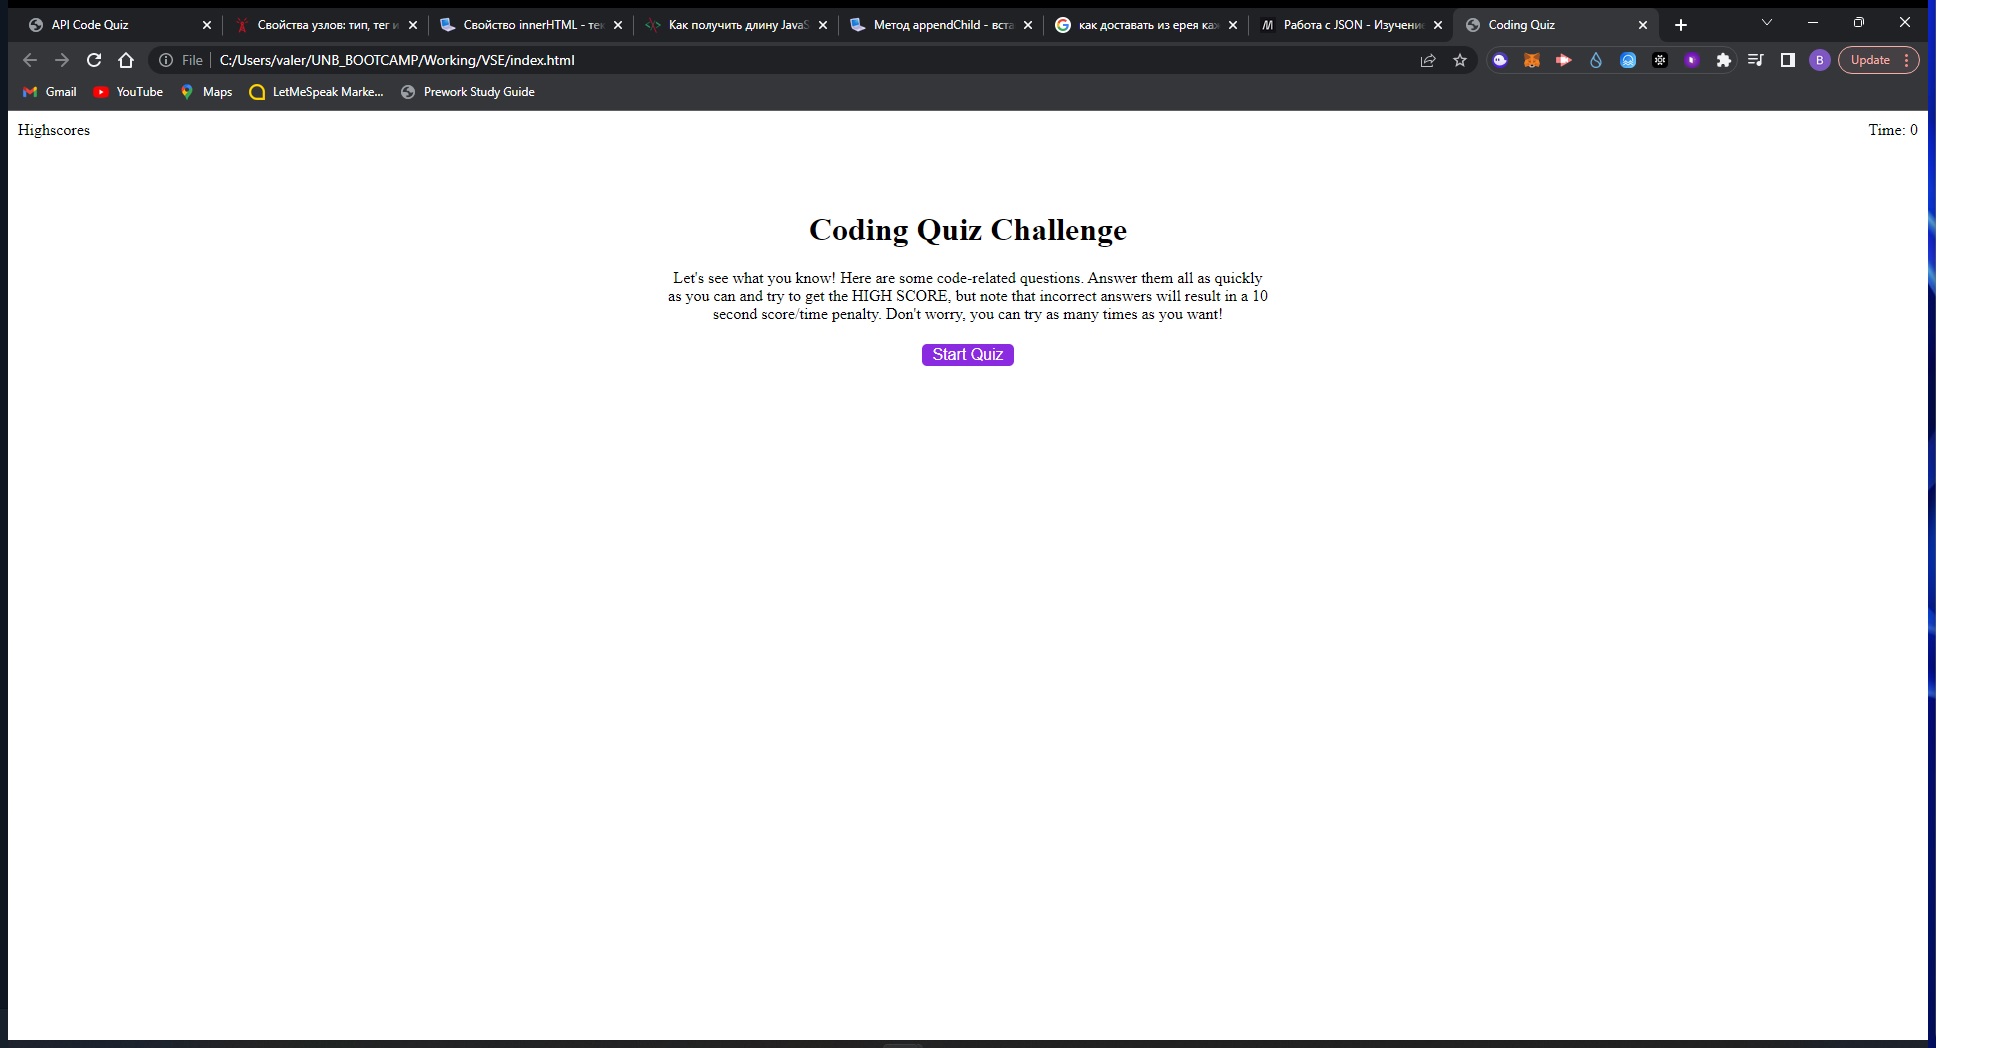 API Code Quiz
Свойства узлов: тип, тег и
Свойство innerHTML - те
Как получить длину Java
Метод appendChild - вста
как доставать из ерея ка
Работа с JSON - Изучени
Coding Quiz
File
C:/Users/valer/UNB_BOOTCAMP/Working/VSE/index.html
B
Update
Gmail
YouTube
Maps
LetMeSpeak Marke...
Prework Study Guide
Highscores
Time: 0
Coding Quiz Challenge
Let's see what you know! Here are some code-related questions. Answer them all as quickly
as you can and try to get the HIGH SCORE, but note that incorrect answers will result in a 10
second score/time penalty. Don't worry, you can try as many times as you want!
Start Quiz